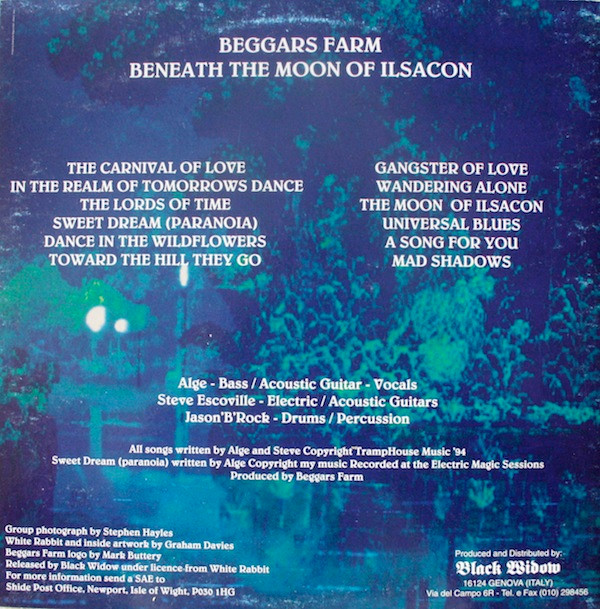 BEGGARS FARM
BENEATH THE MOON OF ILSACON
THE CARNIVAL OF LOVE
IN THE REALM OF TOMORROWS DANCE
THE LORDS OF TIME
SWEET DREAM (PARANOIA)
DANCE IN THE WILDFLOWERS
TOWARD THE HILL THEY GO
GANGSTER OF LOVE
WANDERING ALONE
THE MOON OF ILSACON
UNIVERSAL BLUES
A SONG FOR YOU
MAD SHADOWS
Alge - Bass / Acoustic Guitar - Vocals
Steve Escoville - Electric / Acoustic Guitars
Jason'B'Rock - Drums / Percussion
All songs written by Alge and Steve Copyright TrampHouse Music '94
Sweet Dream (paranoia) written by Alge Copyright my music Recorded at the Electric Magic Sessions
Produced by Beggars Farm
Group photograph by Stephen Hayles
White Rabbit and inside artwork by Graham Davies
Beggars Farm logo by Mark Buttery
Released by Black Widow under licence from White Rabbit
For more information send a SAE to
Shide Post Office, Newport, Isle of Wight, P030 1HG
Produced and Distributed by:-
Black Widow
16124 GENOVA (ITALY)
Via del Campo 6R - Tel. e Fax (010) 298456